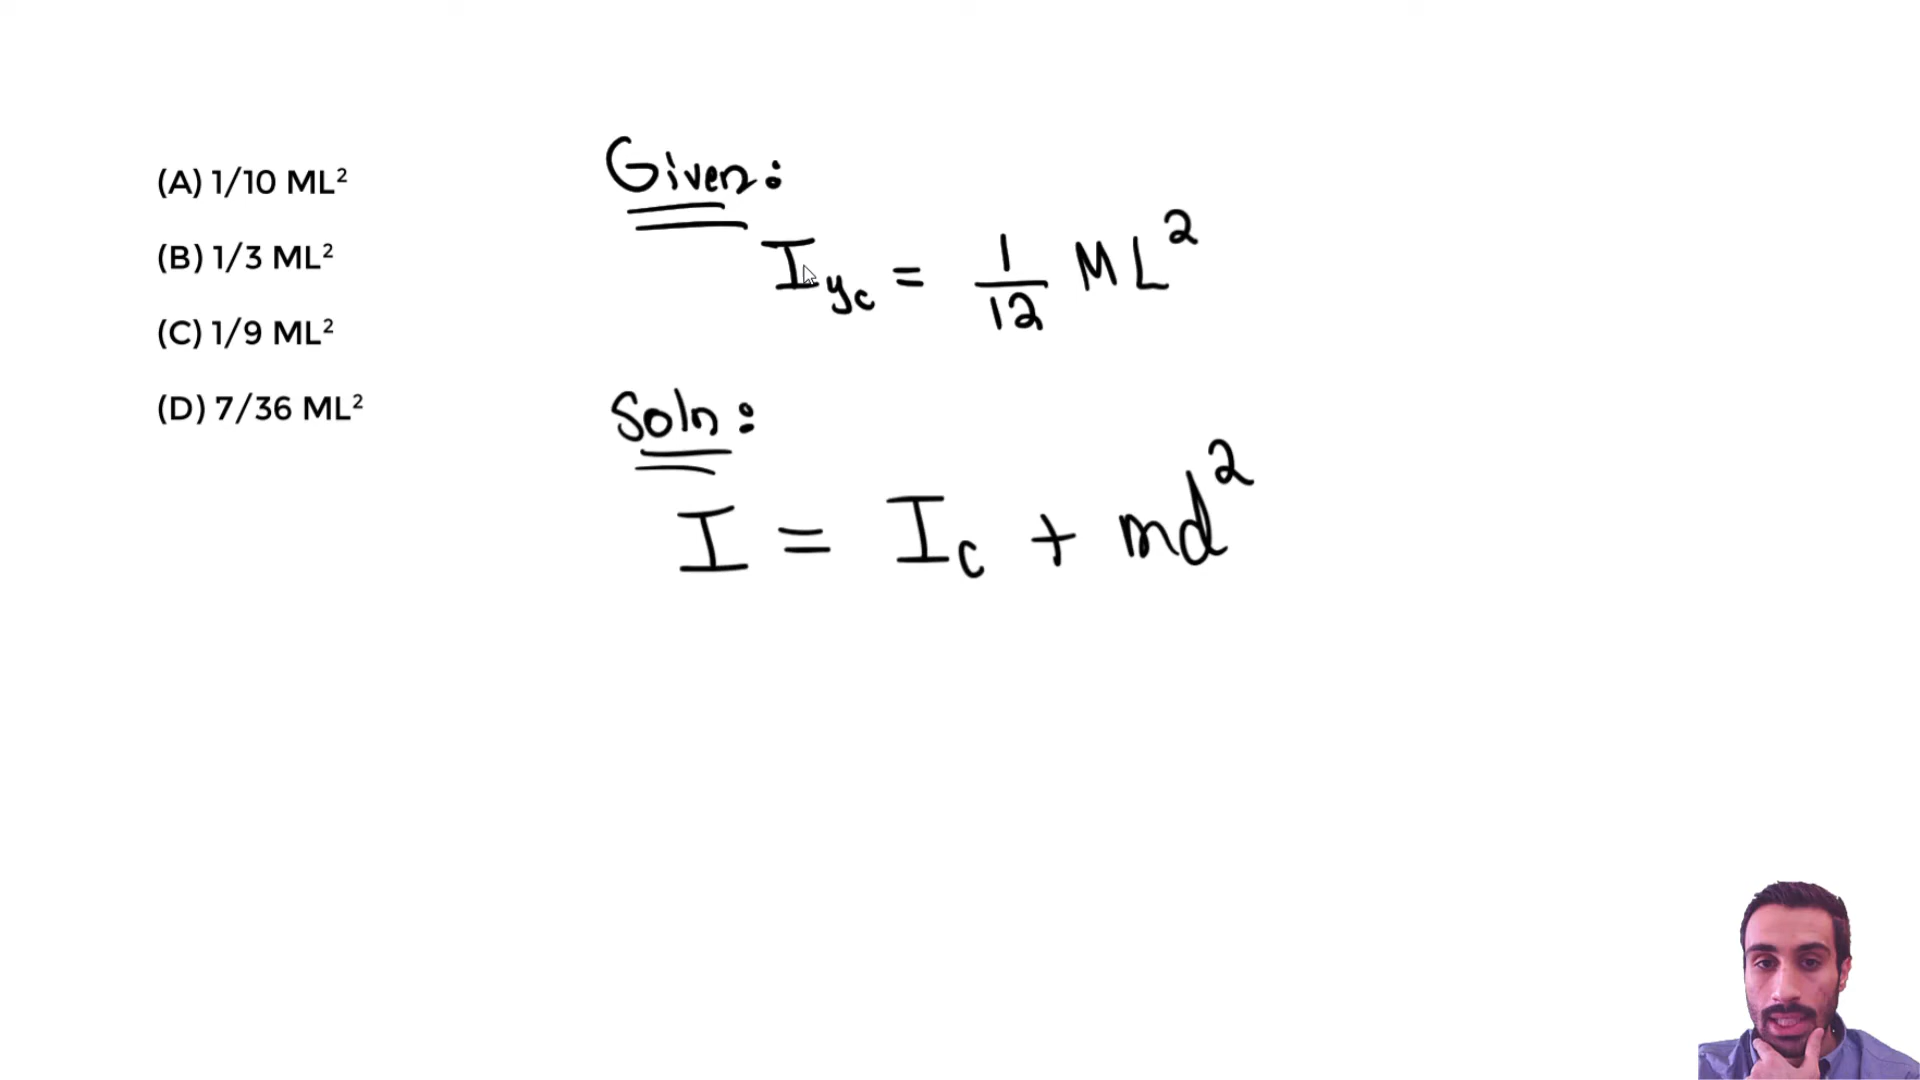 (A) 1/10 ML²
(B) 1/3 ML²
(C) 1/9 ML²
(D) 7/36 ML²
Given:
I_yc = 1/12 ML²
Soln:
I = I_c + md²